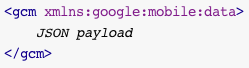 <gcm xmlns:google:mobile:data>
JSON payload
</gcm>